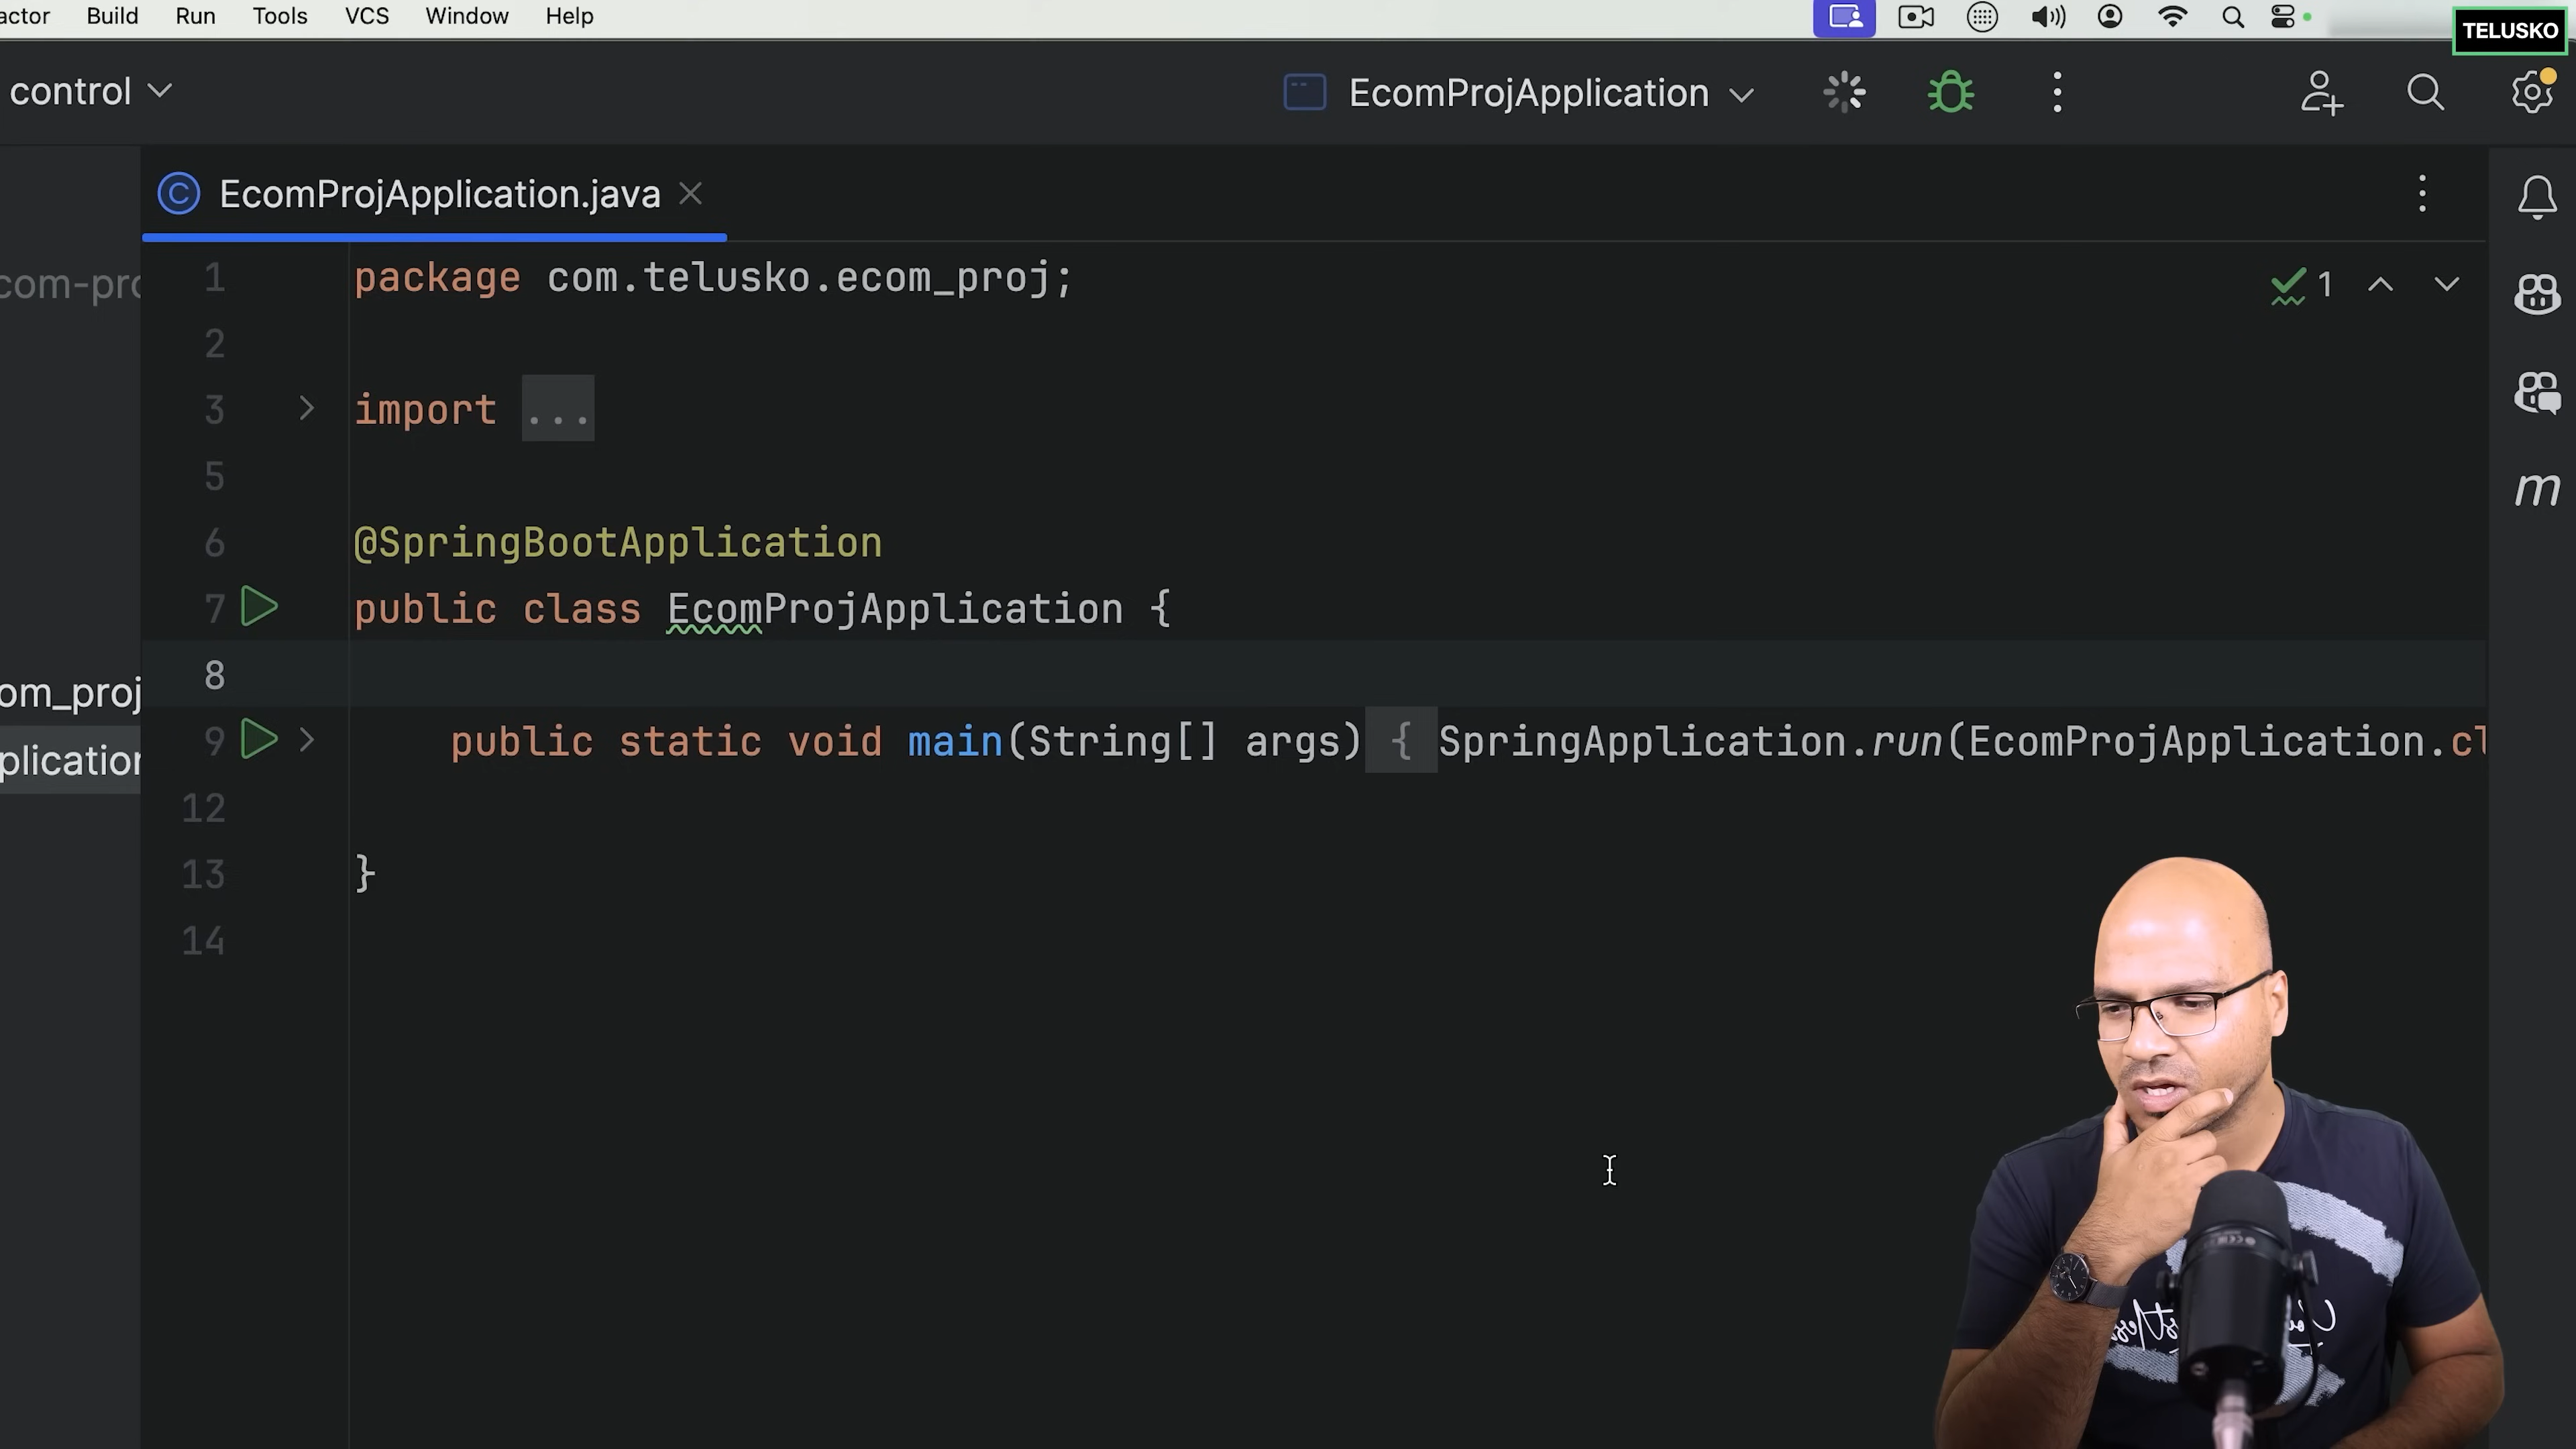 actor Build Run Tools VCS Window Help
TELUSKO
control
EcomProjApplication
EcomProjApplication.java
com-pro
om_proj
plication
1 package com.telusko.ecom_proj;
1
2
3 import ...
5
6 @SpringBootApplication
7 public class EcomProjApplication {
8
9 public static void main(String[] args) { SpringApplication.run(EcomProjApplication.cl
12
13 }
14
m